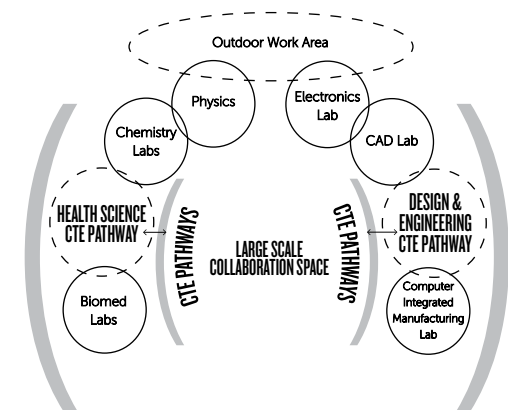 Outdoor Work Area
Physics
Electronics
Lab
Chemistry
Labs
CAD Lab
HEALTH SCIENCE
CTE PATHWAY
CTE PATHWAYS
LARGE SCALE
COLLABORATION SPACE
CTE PATHWAYS
DESIGN &
ENGINEERING
CTE PATHWAY
Biomed
Labs
Computer
Integrated
Manufacturing
Lab